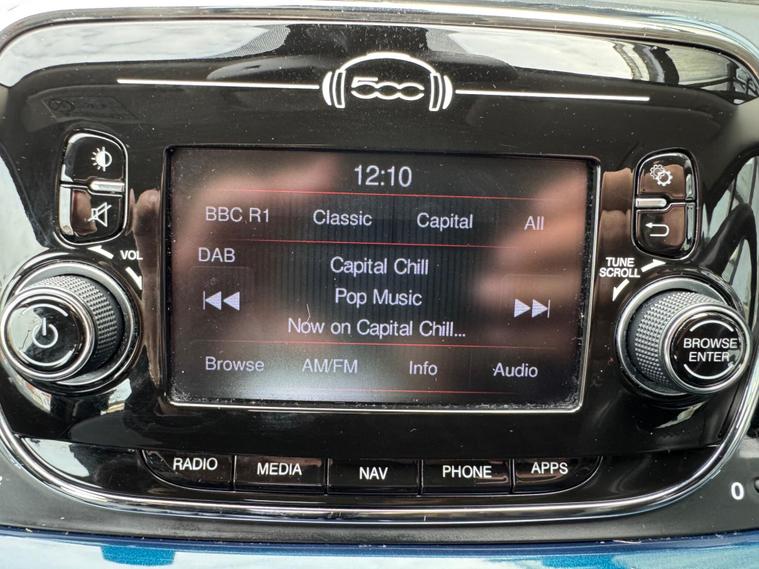 500
12:10
BBC R1 Classic Capital All
DAB
Capital Chill
Pop Music
Now on Capital Chill...
Browse AM/FM Info Audio
VOL
TUNE
SCROLL
BROWSE
ENTER
RADIO MEDIA NAV PHONE APPS
0